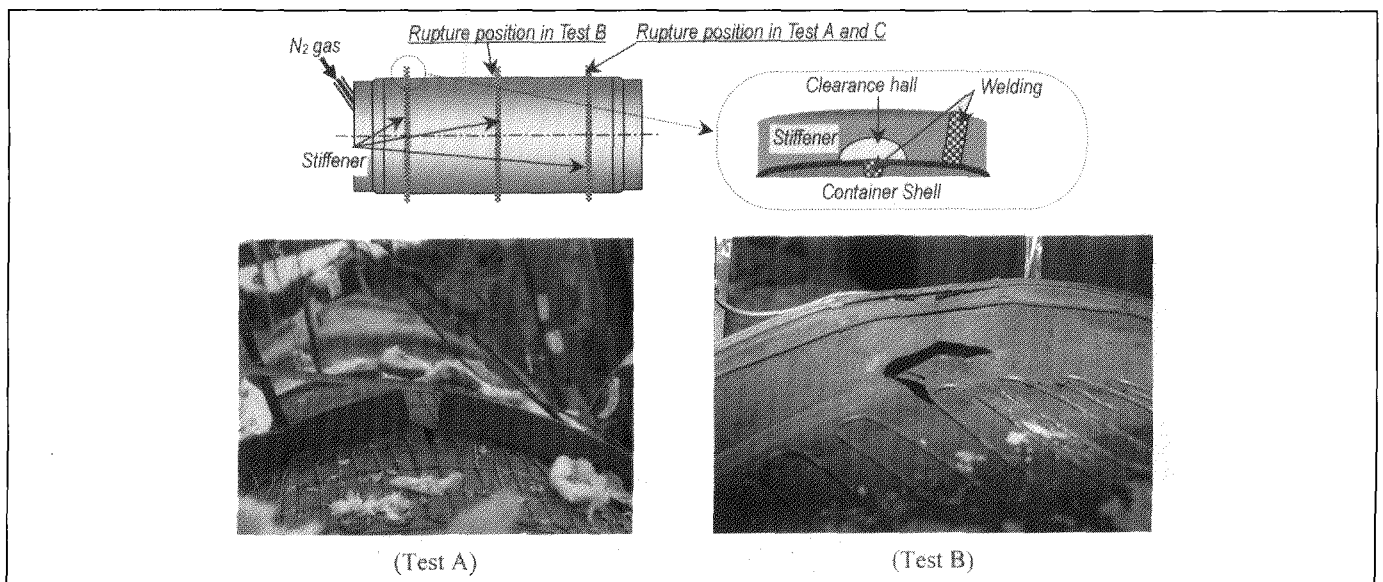 Rupture position in Test B
Rupture position in Test A and C
N2 gas
Clearance hall
Welding
Stiffener
Stiffener
Container Shell
(Test A)
(Test B)